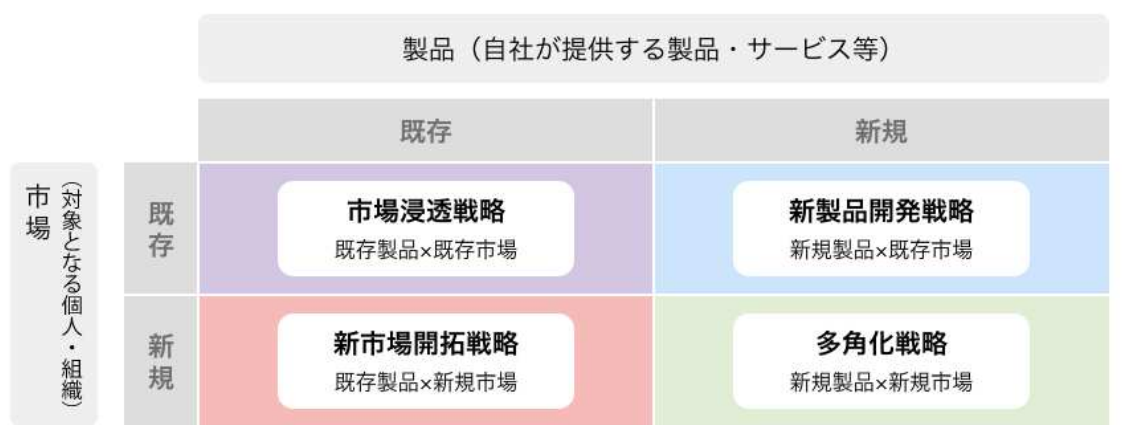 製品（自社が提供する製品・サービス等）
既存
新規
市場
（対象となる個人・組織）
既存
市場浸透戦略
既存製品×既存市場
新製品開発戦略
新規製品×既存市場
新規
新市場開拓戦略
既存製品×新規市場
多角化戦略
新規製品×新規市場